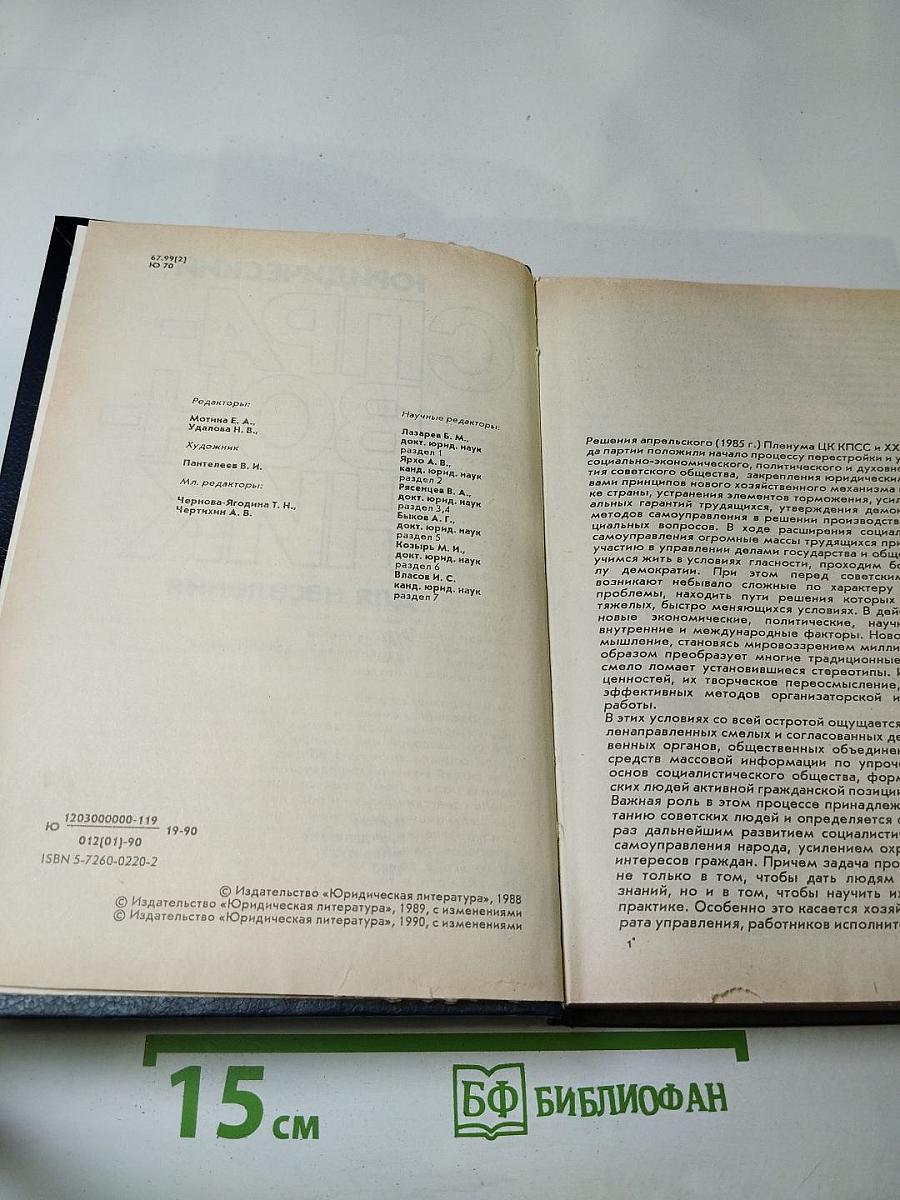 67.99(2)
Ю 70
Редакторы:
Мотина Е. А.,
Удалова Н. В.,
Художник
Пантелеев В. И.
Мл. редакторы:
Чернова-Ягодина Т. Н.,
Чертихин А. В.
Научные редакторы:
Лазарев Б. М.,
докт. юрид. наук
раздел 1
Ярхо А. В.,
канд. юрид. наук
раздел 2
Рясенцев В. А.,
докт. юрид. наук
раздел 3,4
Быков А. Г.,
докт. юрид. наук
раздел 5
Козырь М. И.,
докт. юрид. наук
раздел 6
Власов И. С.
канд. юрид. наук
раздел 7
Ю 1203000000-119 19-90
012(01)-90
ISBN 5-7260-0220-2
© Издательство «Юридическая литература», 1988
© Издательство «Юридическая литература», 1989, с изменениями
© Издательство «Юридическая литература», 1990, с изменениями
Решения апрельского (1985 г.) Пленума ЦК КПСС и XX
да партии положили начало процессу перестройки и у
социально-экономического, политического и духовно
тия советского общества, закрепления юридически
вами принципов нового хозяйственного механизма
ке страны, устранения элементов торможения, усил
альных гарантий трудящихся, утверждения демок
методов самоуправления в решении производств
циальных вопросов. В ходе расширения социал
самоуправления огромные массы трудящихся при
участию в управлении делами государства и общ
учимся жить в условиях гласности, проходим бо
лу демократии. При этом перед советским
возникают небывало сложные по характеру
проблемы, находить пути решения которых
тяжелых, быстро меняющихся условиях. В дей
новые экономические, политические, научн
внутренние и международные факторы. Ново
мышление, становясь мировоззрением милли
образом преобразует многие традиционные
смело ломает установившиеся стереотипы. И
ценностей, их творческое переосмысление,
эффективных методов организаторской и
работы.
В этих условиях со всей остротой ощущается
ленаправленных смелых и согласованных де
венных органов, общественных объединен
средств массовой информации по упроче
основ социалистического общества, форм
ских людей активной гражданской позиции
Важная роль в этом процессе принадлеж
танию советских людей и определяется с
раз дальнейшим развитием социалисти
самоуправления народа, усилением охр
интересов граждан. Причем задача про
не только в том, чтобы дать людям
знаний, но и в том, чтобы научить их
практике. Особенно это касается хозяй
рата управления, работников исполнит
1*
15 см
БФ БИБЛИОФАН